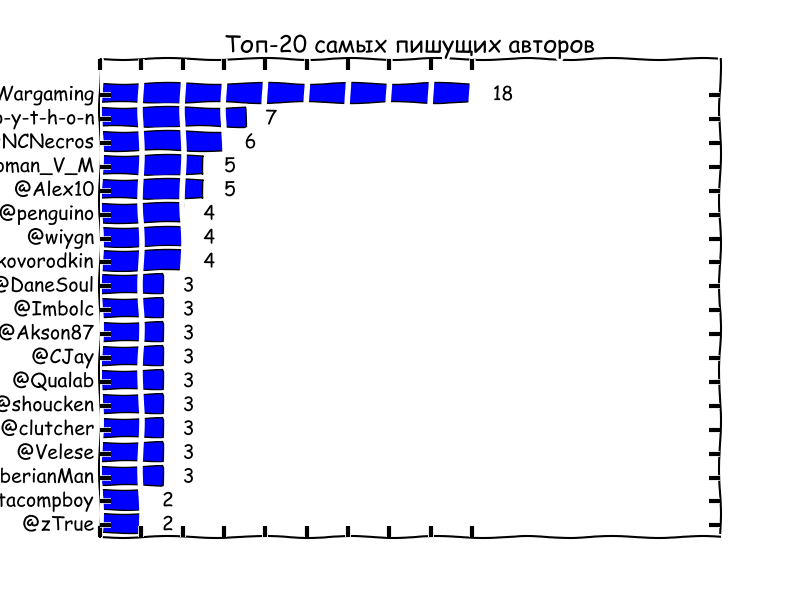 Топ-20 самых пишущих авторов
Wargaming 18
o-y-t-h-o-n 7
NCNecros 6
oman_V_M 5
@Alex10 5
@penguino 4
@wiygn 4
kovorodkin 4
@DaneSoul 3
@Imbolc 3
@Akson87 3
@CJay 3
@Qualab 3
@shoucken 3
@clutcher 3
@Velese 3
berianMan 3
tacompboy 2
@zTrue 2